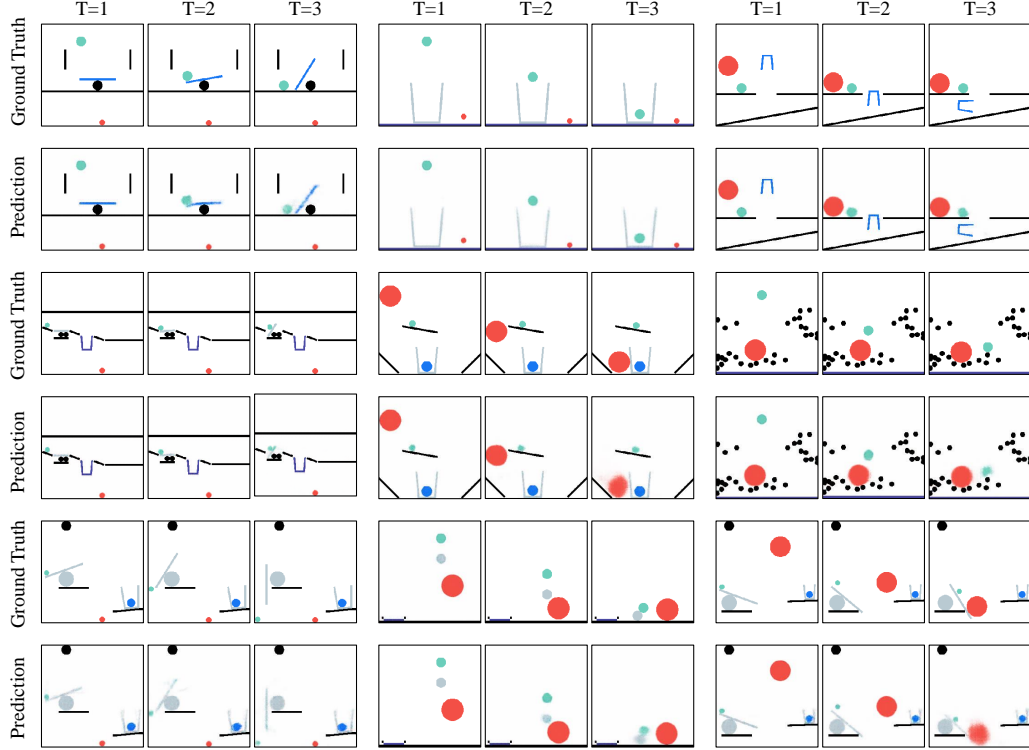 T=1 T=2 T=3 T=1 T=2 T=3 T=1 T=2 T=3
Ground Truth
Prediction
Ground Truth
Prediction
Ground Truth
Prediction